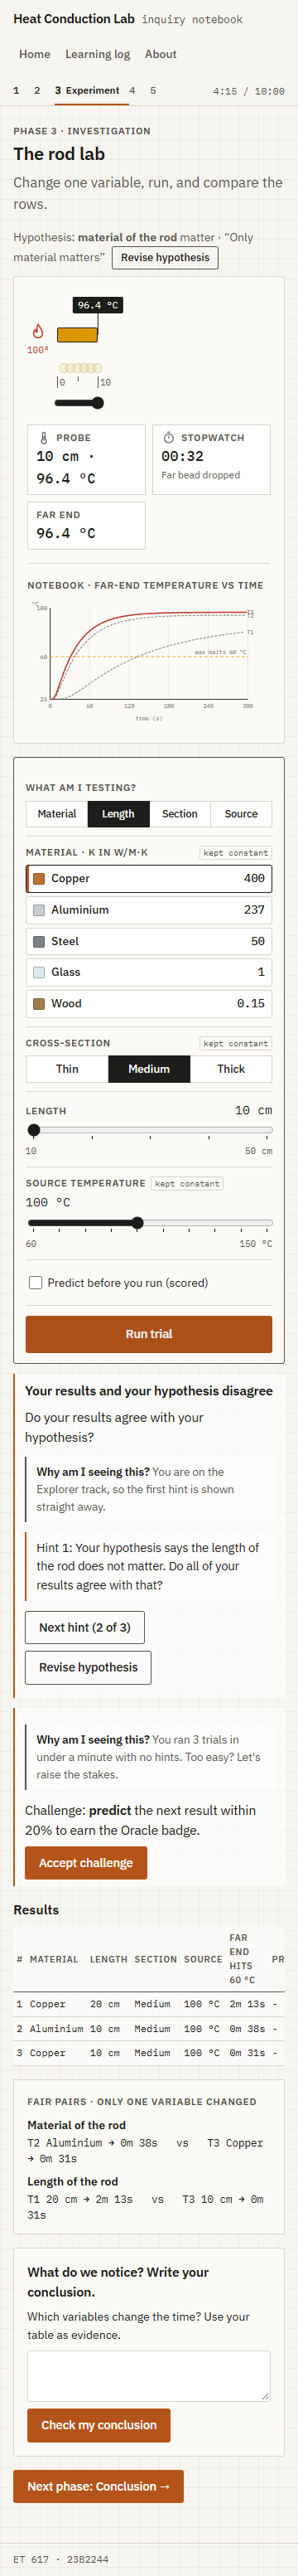 Heat Conduction Lab inquiry notebook
Home Learning log About
1 2 3 Experiment 4 5 4:15 / 10:00
PHASE 3 · INVESTIGATION
The rod lab
Change one variable, run, and compare the
rows.
Hypothesis: material of the rod matter · “Only
material matters” Revise hypothesis
96.4 °C
100°
0 10
PROBE
10 cm ·
96.4 °C
STOPWATCH
00:32
Far bead dropped
FAR END
96.4 °C
NOTEBOOK · FAR-END TEMPERATURE VS TIME
°C
100
60
25
T2
T1
wax melts 60 °C
0 60 120 180 240 300
time (s)
WHAT AM I TESTING?
Material Length Section Source
MATERIAL · K IN W/M·K kept constant
Copper 400
Aluminium 237
Steel 50
Glass 1
Wood 0.15
CROSS-SECTION kept constant
Thin Medium Thick
LENGTH 10 cm
10 50 cm
SOURCE TEMPERATURE kept constant
100 °C
60 150 °C
Predict before you run (scored)
Run trial
Your results and your hypothesis disagree
Do your results agree with your
hypothesis?
Why am I seeing this? You are on the
Explorer track, so the first hint is shown
straight away.
Hint 1: Your hypothesis says the length of
the rod does not matter. Do all of your
results agree with that?
Next hint (2 of 3)
Revise hypothesis
Why am I seeing this? You ran 3 trials in
under a minute with no hints. Too easy? Let's
raise the stakes.
Challenge: predict the next result within
20% to earn the Oracle badge.
Accept challenge
Results
# MATERIAL LENGTH SECTION SOURCE FAR END HITS 60 °C PR
1 Copper 20 cm Medium 100 °C 2m 13s -
2 Aluminium 10 cm Medium 100 °C 0m 38s -
3 Copper 10 cm Medium 100 °C 0m 31s -
FAIR PAIRS · ONLY ONE VARIABLE CHANGED
Material of the rod
T2 Aluminium → 0m 38s vs T3 Copper
→ 0m 31s
Length of the rod
T1 20 cm → 2m 13s vs T3 10 cm → 0m
31s
What do we notice? Write your
conclusion.
Which variables change the time? Use your
table as evidence.
Check my conclusion
Next phase: Conclusion →
ET 617 · 23B2244